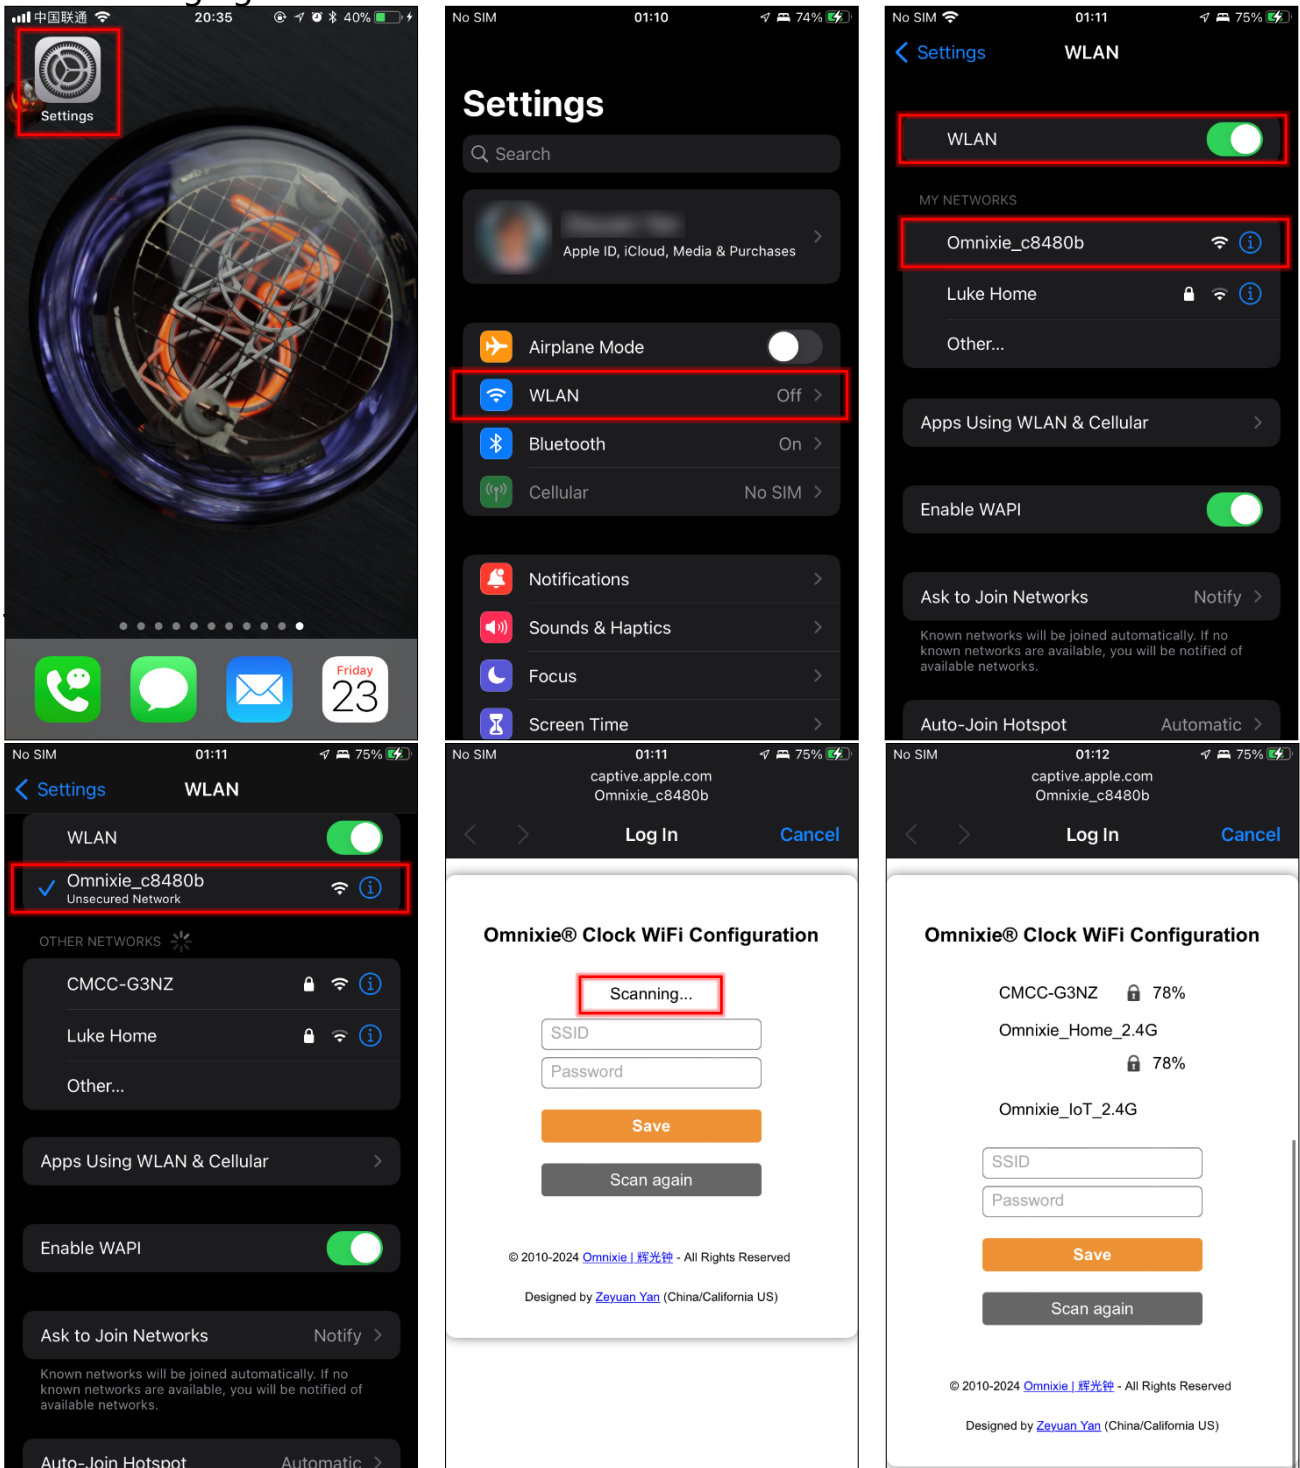 中国联通 20:35 40%
Settings
Friday
23
No SIM 01:10 74%
Settings
Search
Apple ID, iCloud, Media & Purchases
Airplane Mode
WLAN Off
Bluetooth On
Cellular No SIM
Notifications
Sounds & Haptics
Focus
Screen Time
No SIM 01:11 75%
Settings WLAN
WLAN
MY NETWORKS
Omnixie_c8480b
Luke Home
Other...
Apps Using WLAN & Cellular
Enable WAPI
Ask to Join Networks Notify
Known networks will be joined automatically. If no
known networks are available, you will be notified of
available networks.
Auto-Join Hotspot Automatic
No SIM 01:11 75%
Settings WLAN
WLAN
Omnixie_c8480b
Unsecured Network
OTHER NETWORKS
CMCC-G3NZ
Luke Home
Other...
Apps Using WLAN & Cellular
Enable WAPI
Ask to Join Networks Notify
Known networks will be joined automatically. If no
known networks are available, you will be notified of
available networks.
Auto-Join Hotspot Automatic
No SIM 01:11 75%
captive.apple.com
Omnixie_c8480b
Log In Cancel
Omnixie® Clock WiFi Configuration
Scanning...
SSID
Password
Save
Scan again
© 2010-2024 Omnixie | 辉光钟 - All Rights Reserved
Designed by Zeyuan Yan (China/California US)
No SIM 01:12 75%
captive.apple.com
Omnixie_c8480b
Log In Cancel
Omnixie® Clock WiFi Configuration
CMCC-G3NZ 78%
Omnixie_Home_2.4G
78%
Omnixie_IoT_2.4G
SSID
Password
Save
Scan again
© 2010-2024 Omnixie | 辉光钟 - All Rights Reserved
Designed by Zeyuan Yan (China/California US)